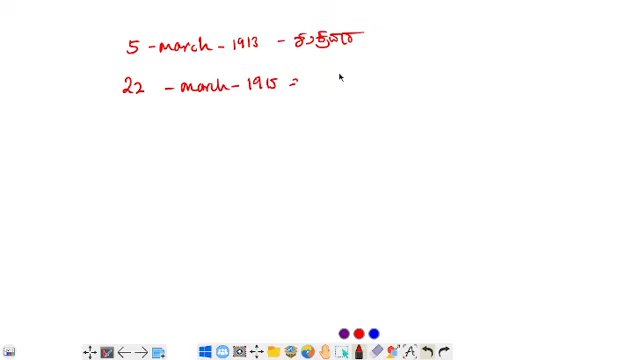 5 - march - 1913 -
22 - march - 1915 =